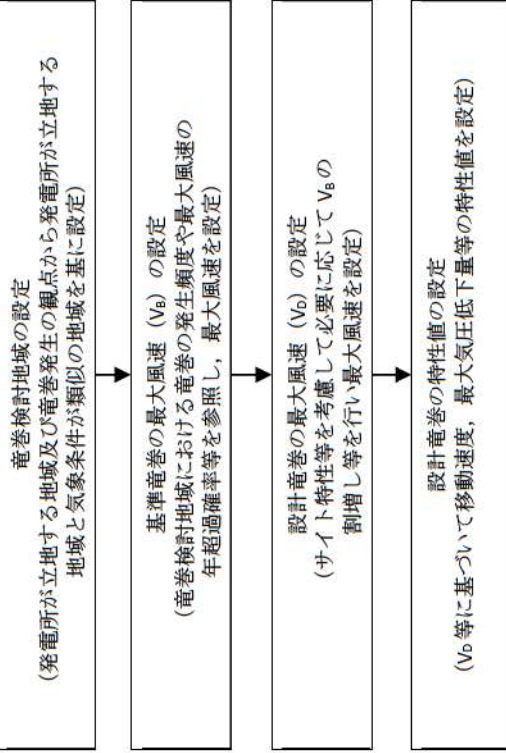 竜巻検討地域の設定
(発電所が立地する地域及び竜巻発生の観点から発電所が立地する
地域と気象条件が類似の地域を基に設定)
基準竜巻の最大風速（VB）の設定
(竜巻検討地域における竜巻の発生頻度や最大風速の
年超過確率等を参照し，最大風速を設定)
設計竜巻の最大風速（VD）の設定
(サイト特性等を考慮して必要に応じて VBの
割増し等を行い最大風速を設定)
設計竜巻の特性値の設定
(VD 等に基づいて移動速度，最大気圧低下量等の特性値を設定)